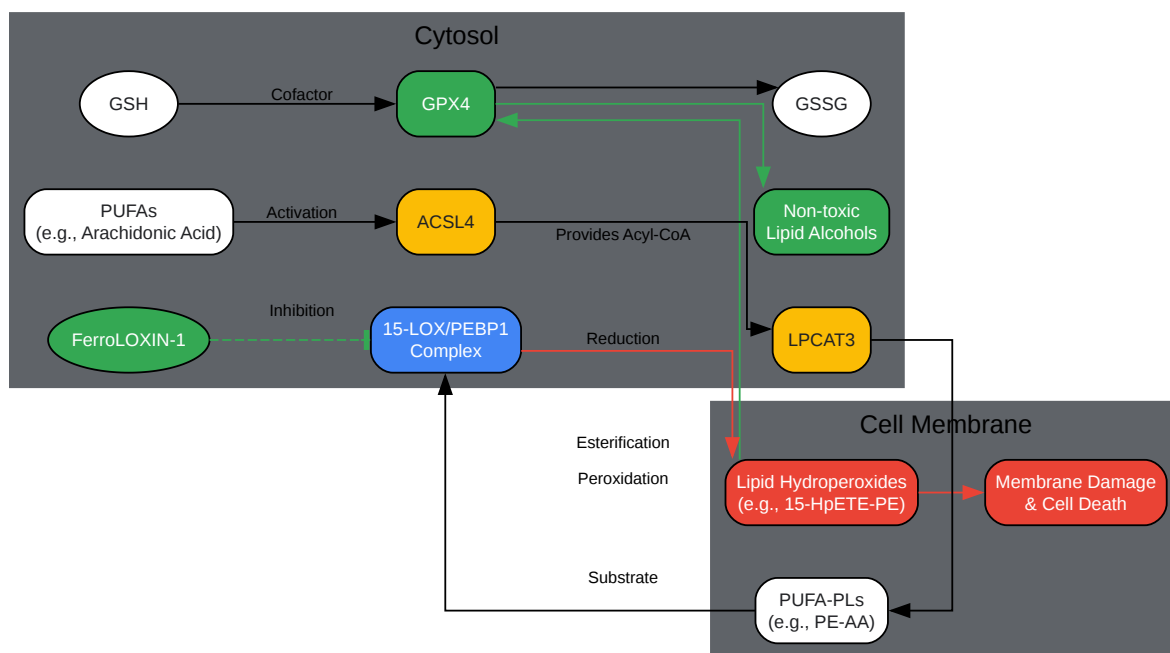 Cytosol
GSH
Cofactor
GPX4
GSSG
PUFAs
(e.g., Arachidonic Acid)
Activation
ACSL4
Provides Acyl-CoA
Non-toxic
Lipid Alcohols
FerroLOXIN-1
Inhibition
15-LOX/PEBP1
Complex
Reduction
LPCAT3
Cell Membrane
Esterification
Peroxidation
Lipid Hydroperoxides
(e.g., 15-HpETE-PE)
Membrane Damage
& Cell Death
Substrate
PUFA-PLs
(e.g., PE-AA)